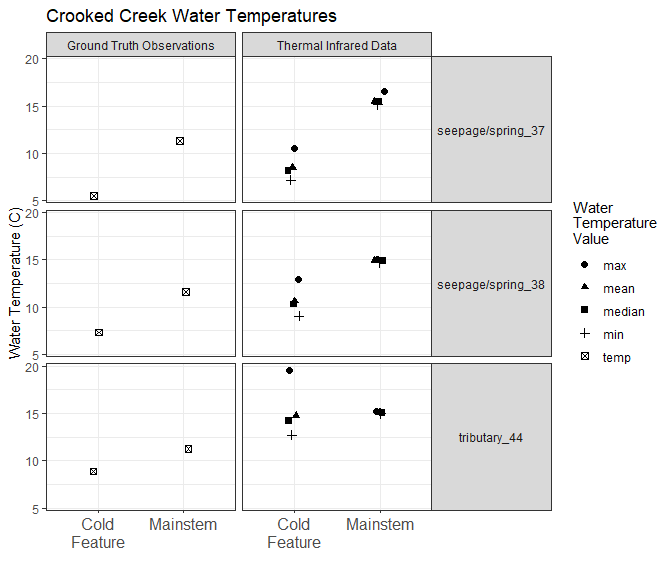 Crooked Creek Water Temperatures
Ground Truth Observations
Thermal Infrared Data
Water Temperature (C)
20
15
10
5
seepage/spring_37
20
15
10
5
seepage/spring_38
20
15
10
5
tributary_44
Cold
Feature
Mainstem
Cold
Feature
Mainstem
Water
Temperature
Value
max
mean
median
min
temp